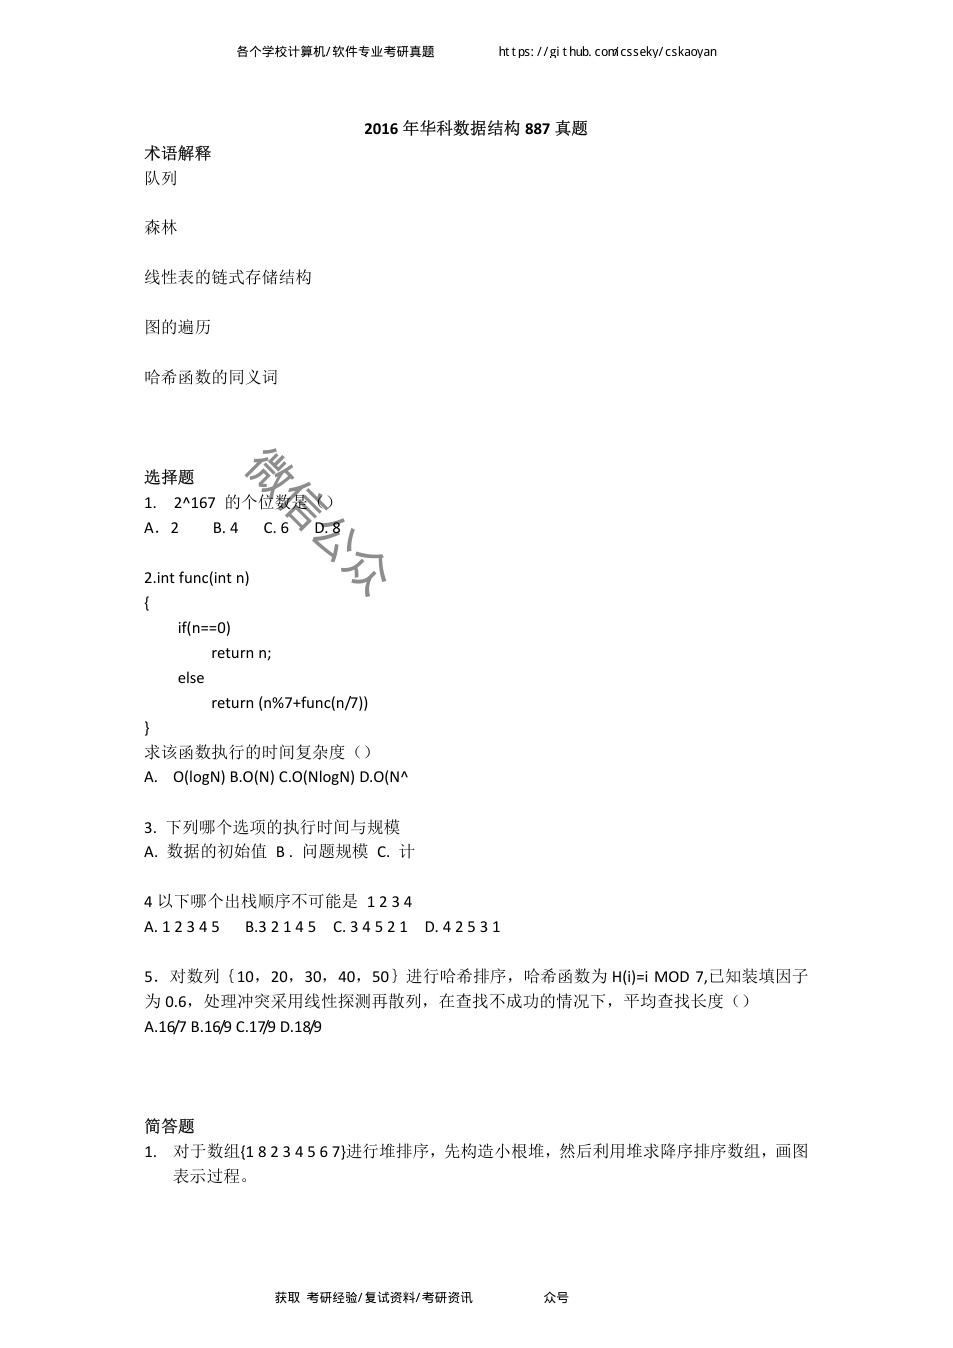 各个学校计算机/软件专业考研真题 https://github.com/csseky/cskaoyan
2016 年华科数据结构 887 真题
术语解释
队列
森林
线性表的链式存储结构
图的遍历
哈希函数的同义词
选择题
1. 2^167 的个位数是（）
A．2 B. 4 C. 6 D. 8
微信公众
2.int func(int n)
{
if(n==0)
return n;
else
return (n%7+func(n/7))
}
求该函数执行的时间复杂度（）
A. O(logN) B.O(N) C.O(NlogN) D.O(N^
3. 下列哪个选项的执行时间与规模
A. 数据的初始值 B . 问题规模 C. 计
4 以下哪个出栈顺序不可能是 1 2 3 4
A. 1 2 3 4 5 B.3 2 1 4 5 C. 3 4 5 2 1 D. 4 2 5 3 1
5．对数列｛10，20，30，40，50｝进行哈希排序，哈希函数为 H(i)=i MOD 7,已知装填因子
为 0.6，处理冲突采用线性探测再散列，在查找不成功的情况下，平均查找长度（）
A.16/7 B.16/9 C.17/9 D.18/9
简答题
1. 对于数组{1 8 2 3 4 5 6 7}进行堆排序，先构造小根堆，然后利用堆求降序排序数组，画图
表示过程。
获取 考研经验/复试资料/考研资讯 众号